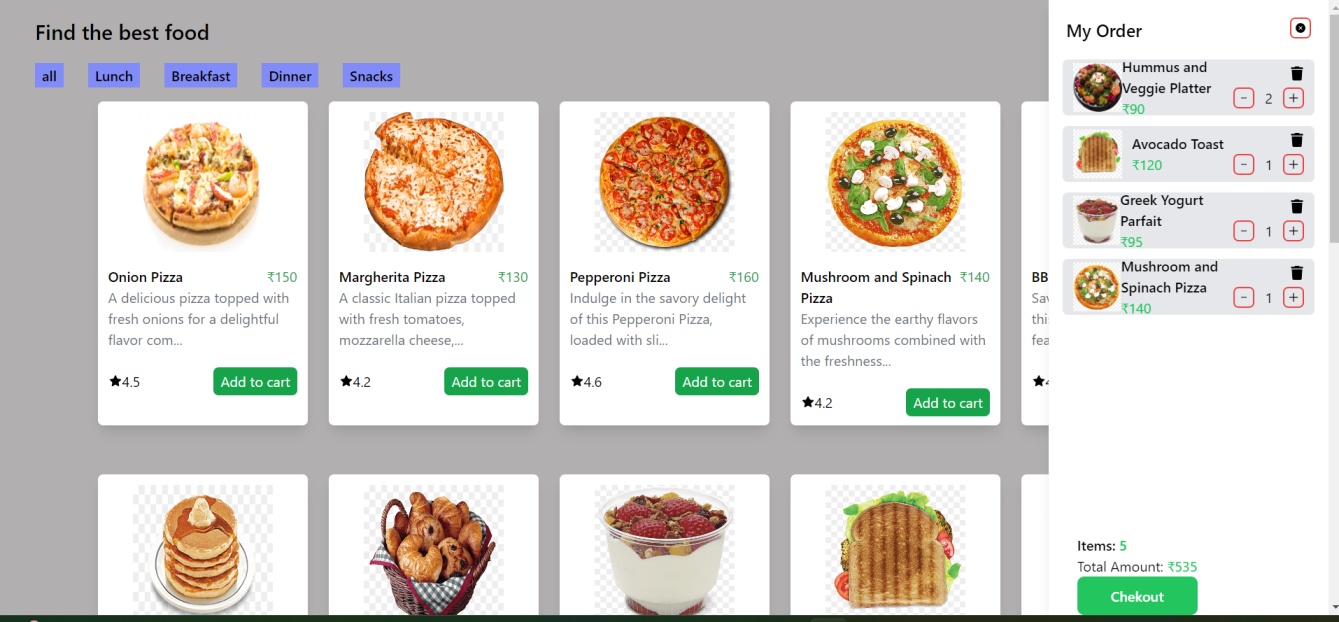 Find the best food
all Lunch Breakfast Dinner Snacks
Onion Pizza ₹150
A delicious pizza topped with
fresh onions for a delightful
flavor com...
4.5 Add to cart
Margherita Pizza ₹130
A classic Italian pizza topped
with fresh tomatoes,
mozzarella cheese,...
4.2 Add to cart
Pepperoni Pizza ₹160
Indulge in the savory delight
of this Pepperoni Pizza,
loaded with sli...
4.6 Add to cart
Mushroom and Spinach ₹140
Pizza
Experience the earthy flavors
of mushrooms combined with
the freshness...
4.2 Add to cart
BB
My Order
Hummus and
Veggie Platter
₹90
- 2 +
Avocado Toast
₹120
- 1 +
Greek Yogurt
Parfait
₹95
- 1 +
Mushroom and
Spinach Pizza
₹140
- 1 +
Items: 5
Total Amount: ₹535
Chekout